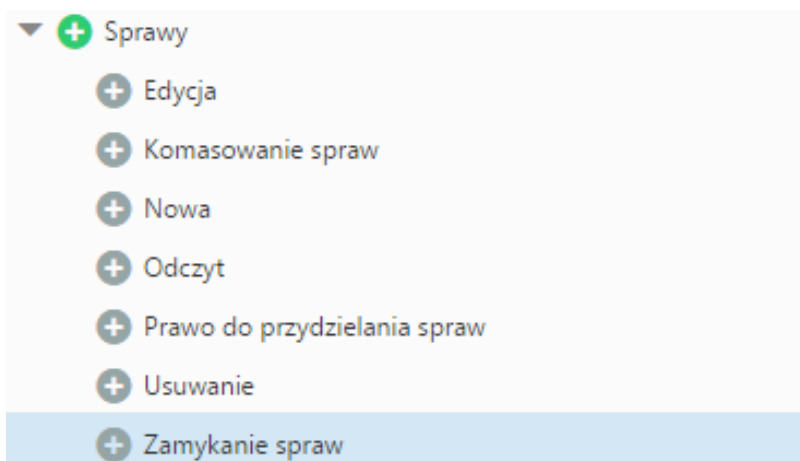 Sprawy
Edycja
Komasowanie spraw
Nowa
Odczyt
Prawo do przydzielania spraw
Usuwanie
Zamykanie spraw